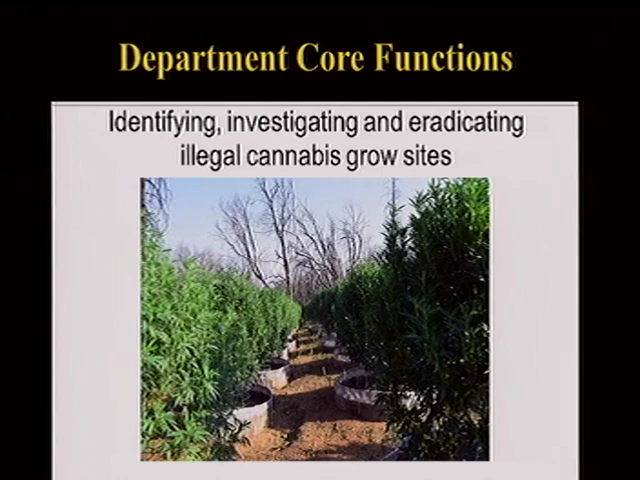 Department Core Functions
Identifying, investigating and eradicating
illegal cannabis grow sites